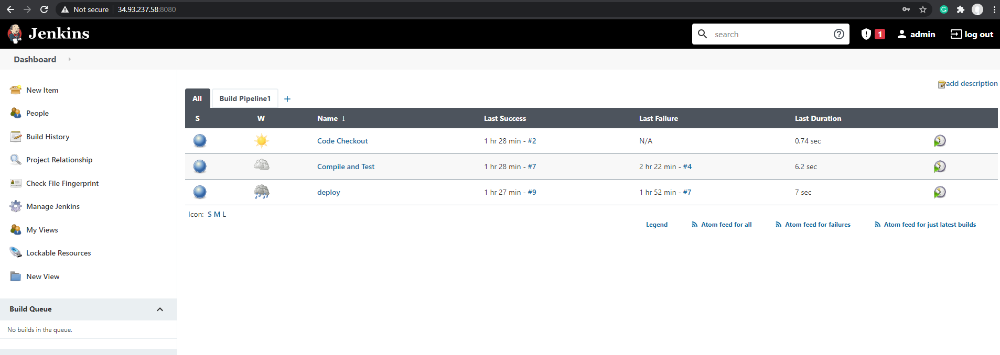 Not secure | 34.93.237.58:8080
Jenkins
search
1
admin
log out
Dashboard
New Item
People
Build History
Project Relationship
Check File Fingerprint
Manage Jenkins
My Views
Lockable Resources
New View
Build Queue
No builds in the queue.
add description
All Build Pipeline1 +
S W Name ↓ Last Success Last Failure Last Duration
Code Checkout 1 hr 28 min - #2 N/A 0.74 sec
Compile and Test 1 hr 28 min - #7 2 hr 22 min - #4 6.2 sec
deploy 1 hr 27 min - #9 1 hr 52 min - #7 7 sec
Icon: S M L
Legend Atom feed for all Atom feed for failures Atom feed for just latest builds